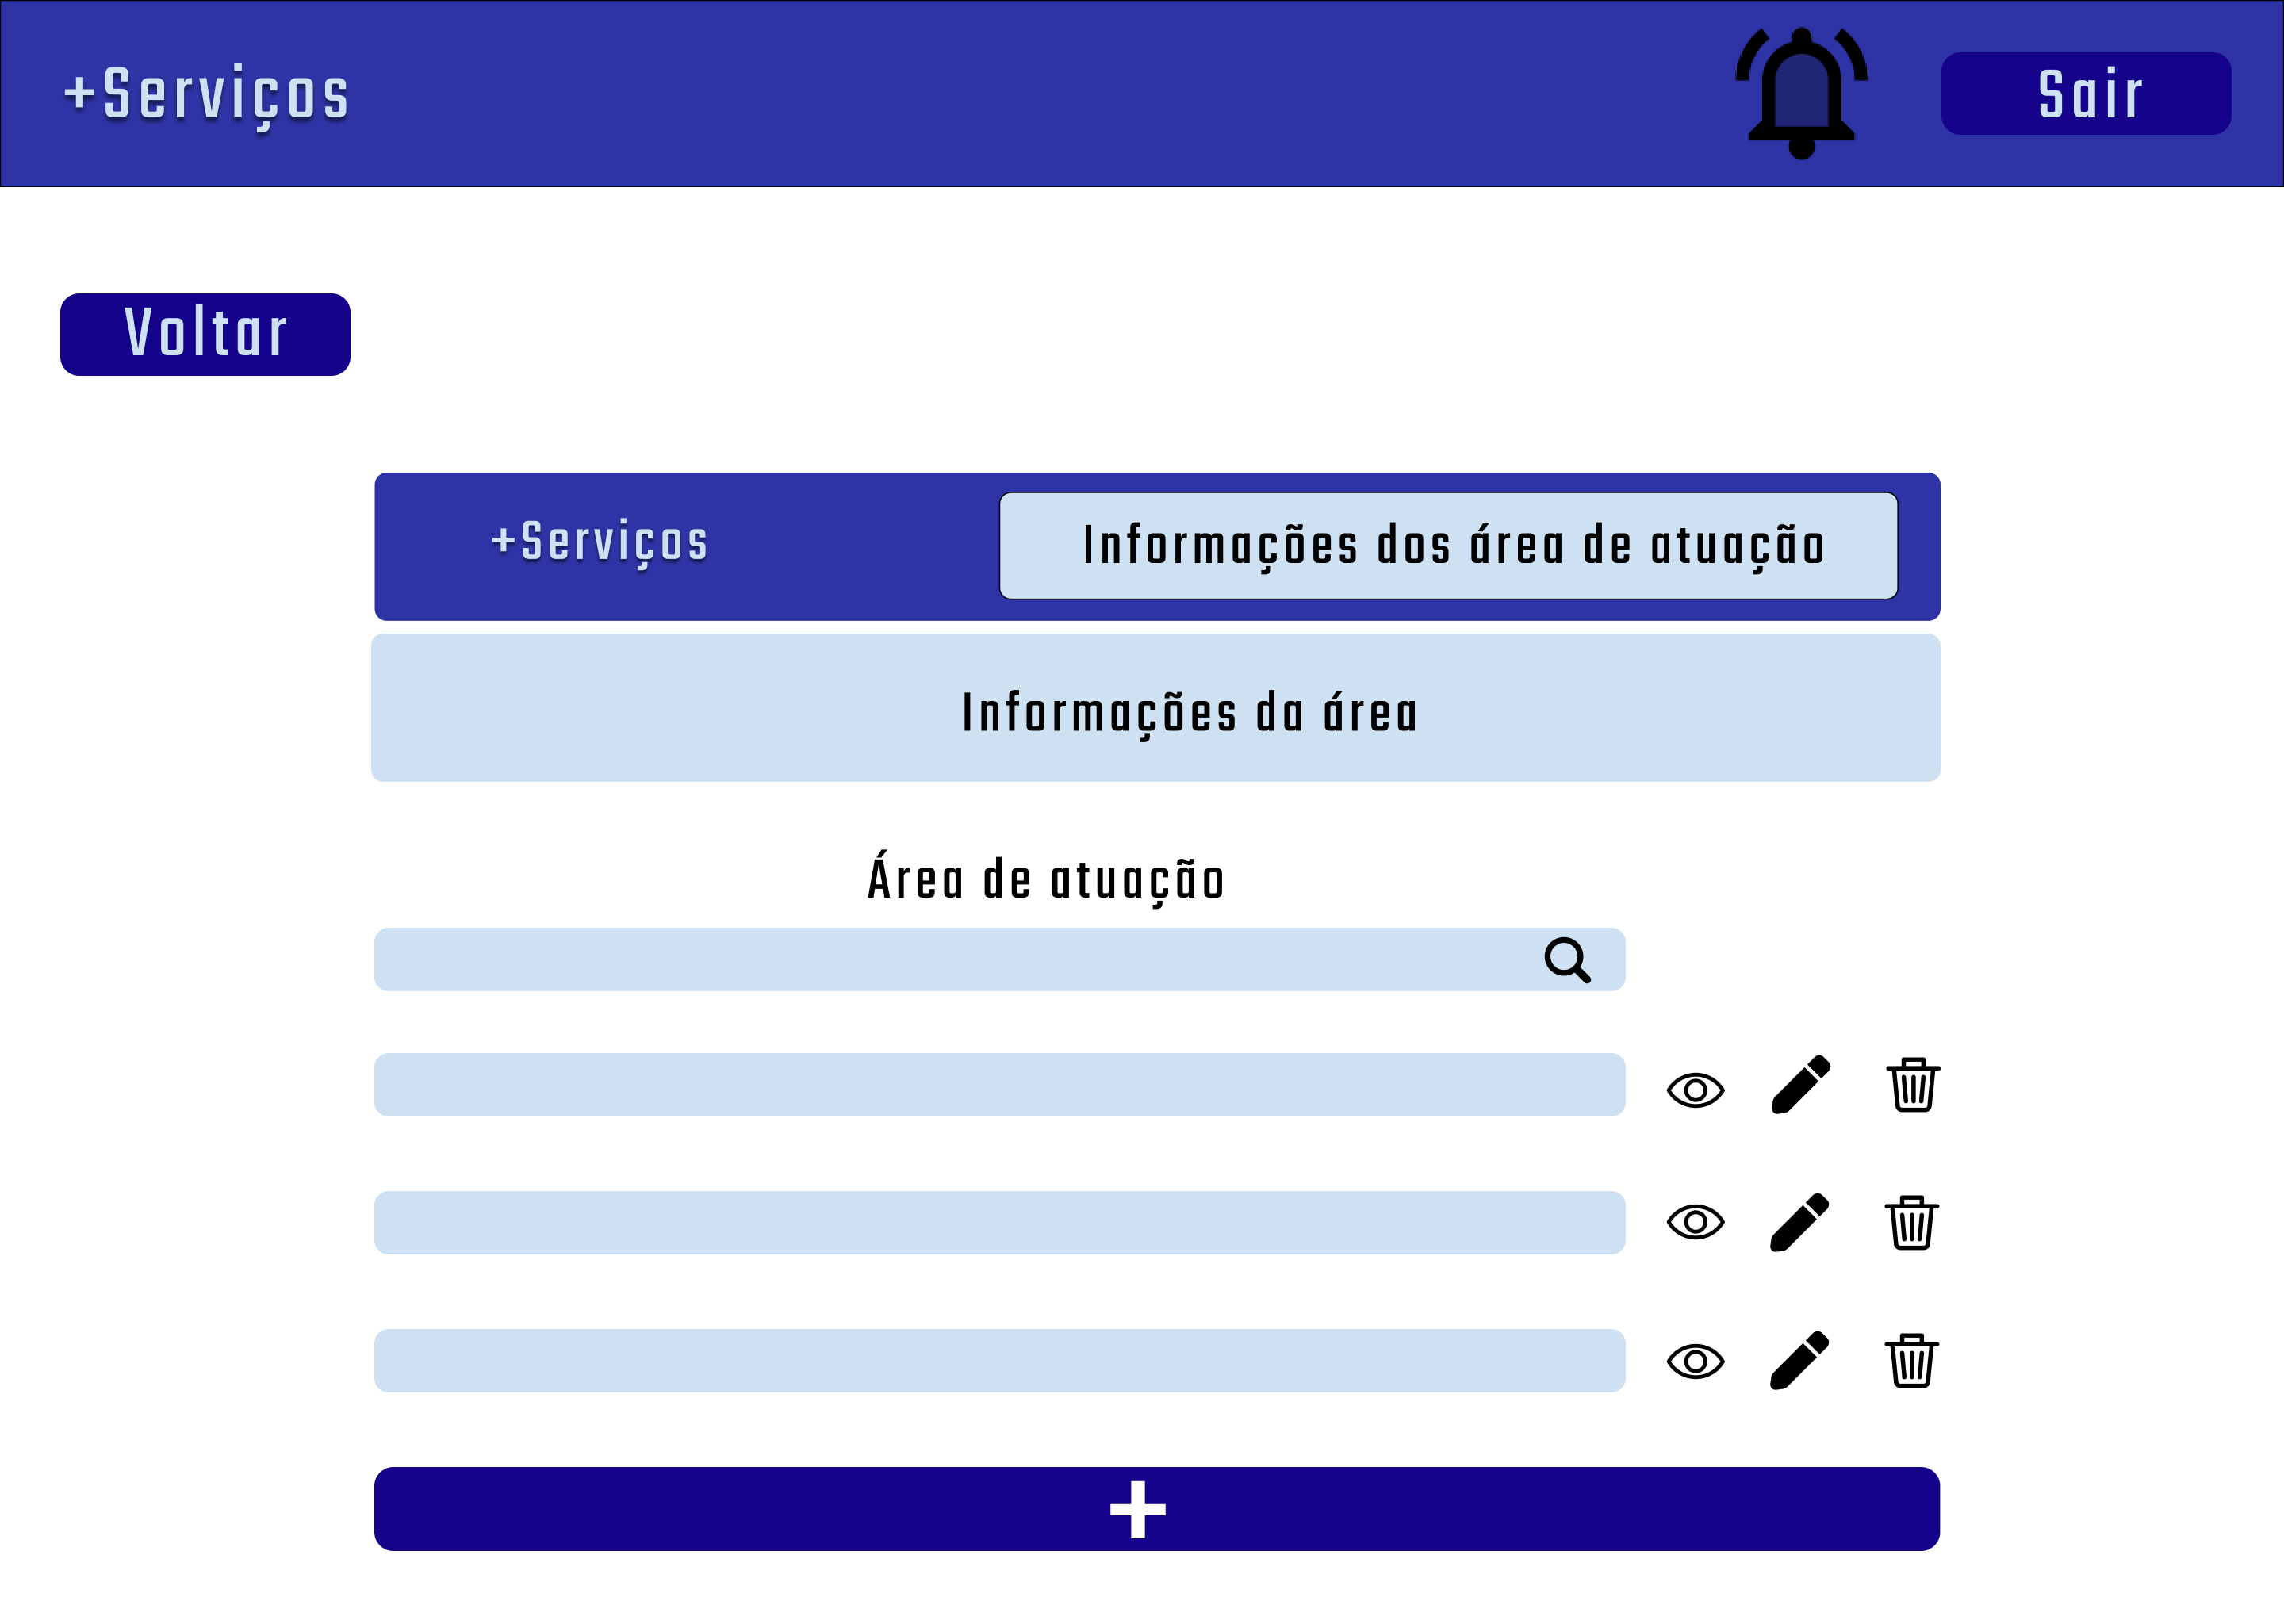 +Serviços
Sair
Voltar
+Serviços
Informações dos área de atuação
Informações da área
Área de atuação
+